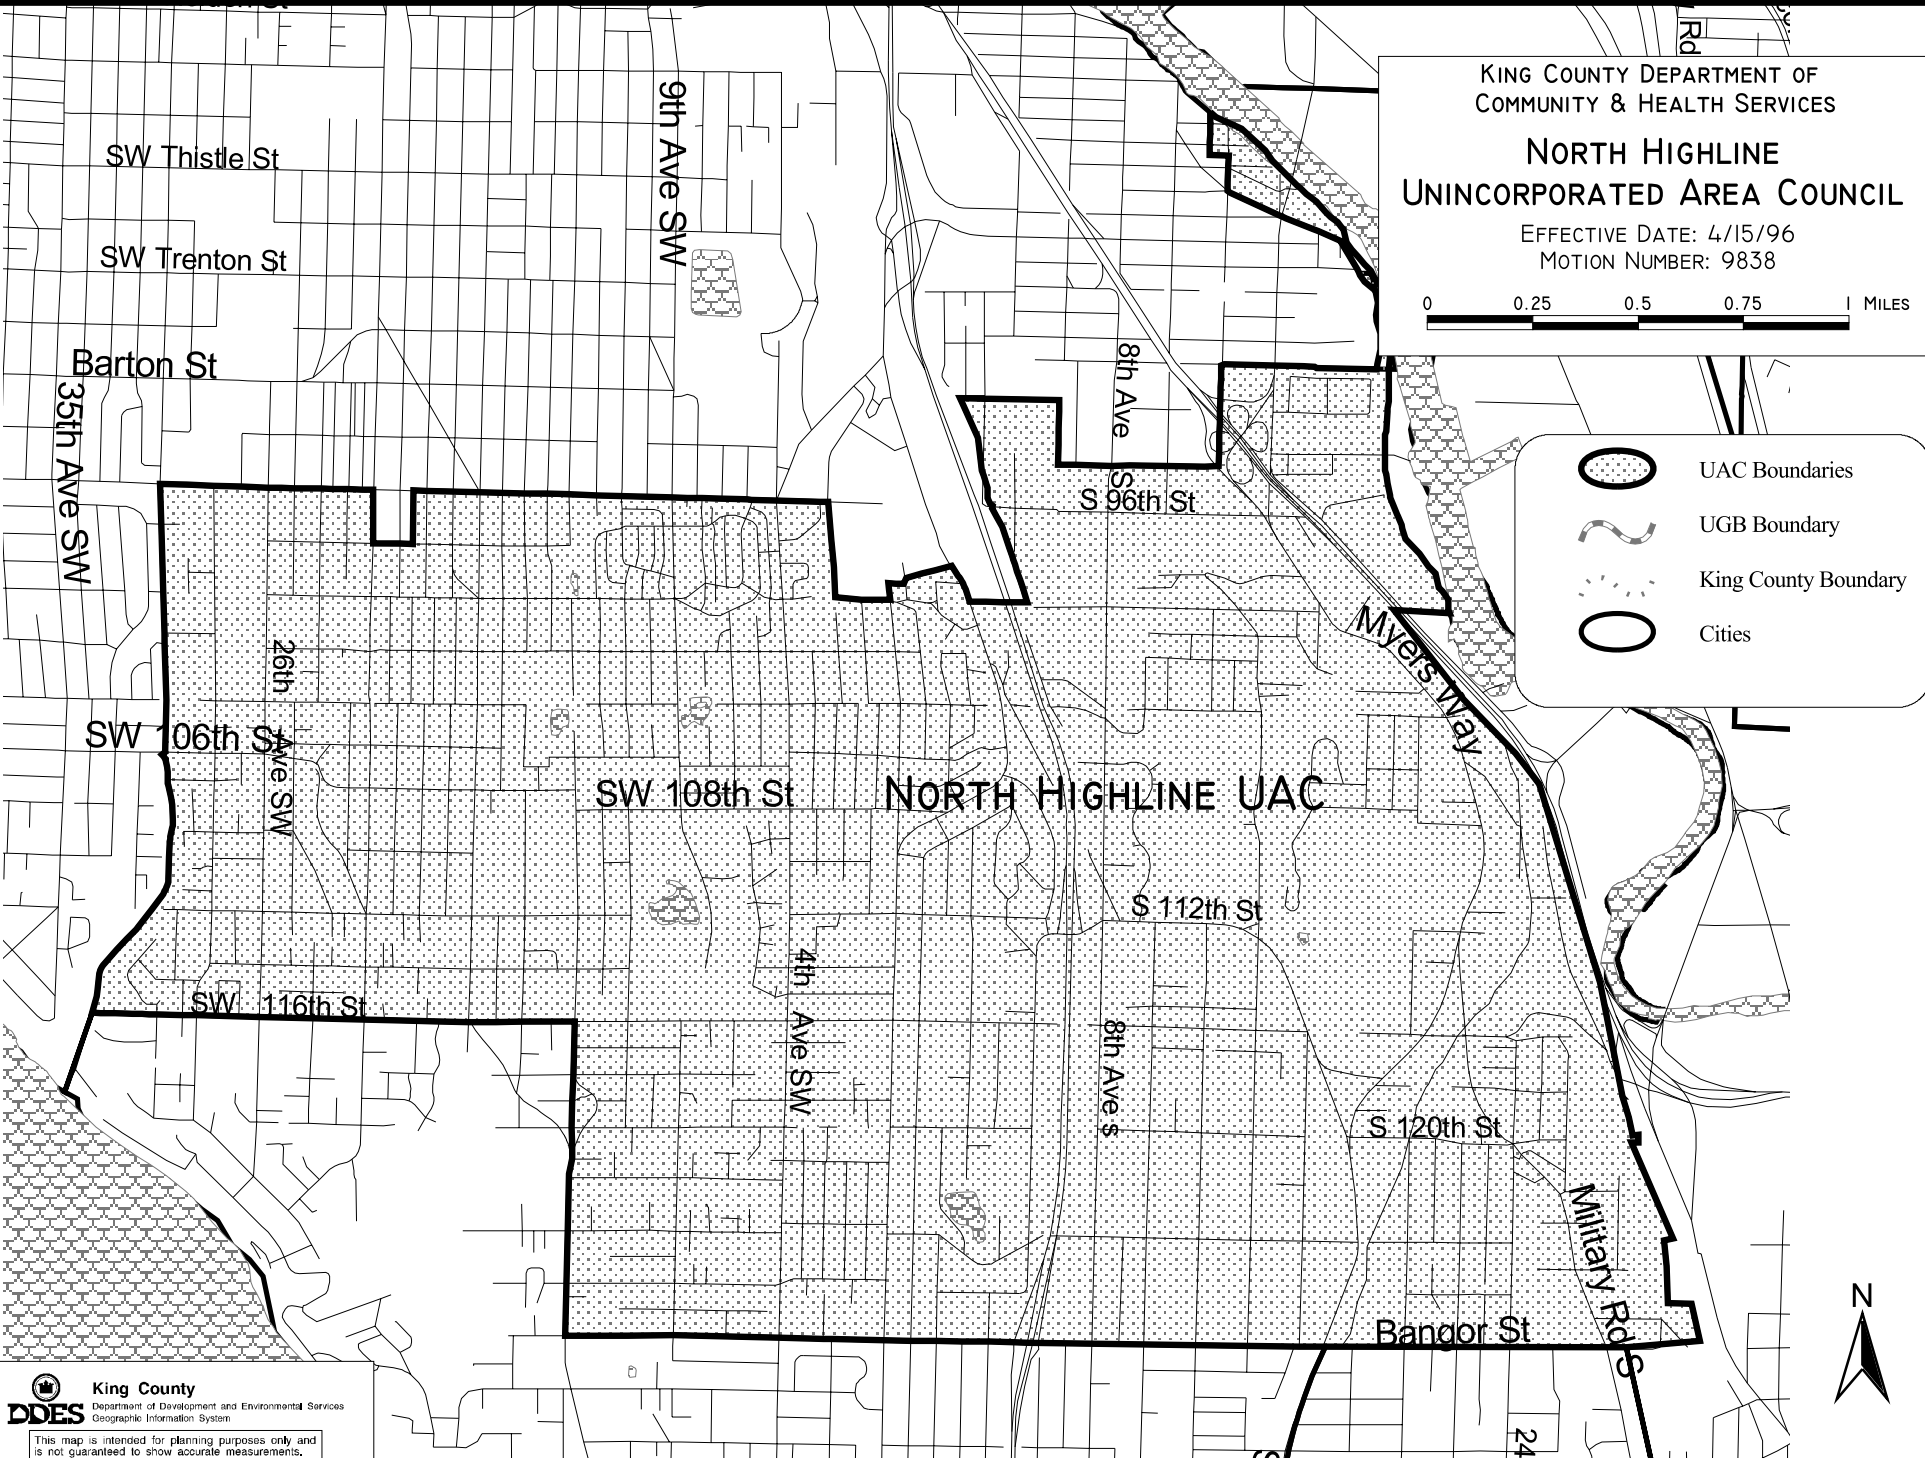 KING COUNTY DEPARTMENT OF
COMMUNITY & HEALTH SERVICES
NORTH HIGHLINE
UNINCORPORATED AREA COUNCIL
EFFECTIVE DATE: 4/15/96
MOTION NUMBER: 9838
0 0.25 0.5 0.75 1 MILES
UAC Boundaries
UGB Boundary
King County Boundary
Cities
Rd
9th Ave SW
SW Thistle St
SW Trenton St
Barton St
35th Ave SW
8th Ave S
S 96th St
Myers Way
26th Ave SW
SW 106th St
SW 108th St
NORTH HIGHLINE UAC
S 112th St
4th Ave SW
SW 116th St
8th Ave s
S 120th St
Military Rd S
Bangor St
24
N
King County
DDES
Department of Development and Environmental Services
Geographic Information System
This map is intended for planning purposes only and
is not guaranteed to show accurate measurements.